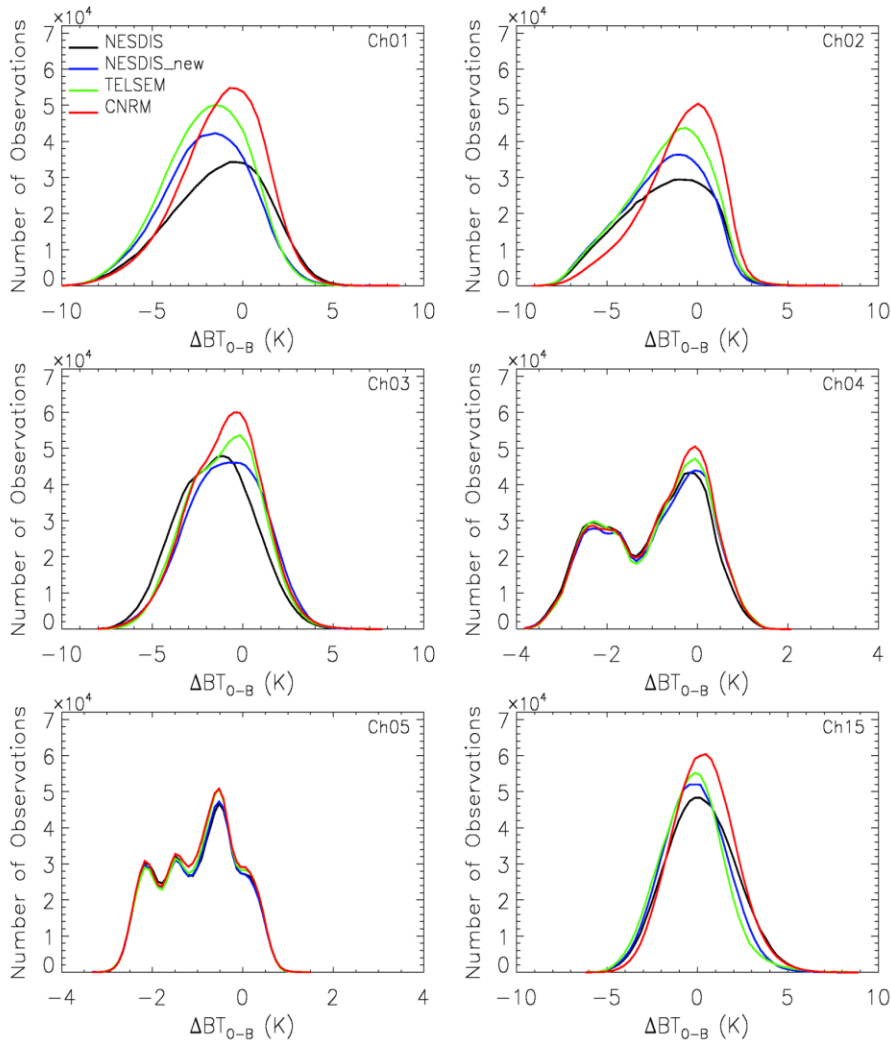 ×10⁴
Number of Observations
7
6
5
4
3
2
1
0
NESDIS
NESDIS_new
TELSEM
CNRM
Ch01
-10 -5 0 5 10
ΔBT_O-B (K)
×10⁴
Number of Observations
7
6
5
4
3
2
1
0
Ch02
-10 -5 0 5 10
ΔBT_O-B (K)
×10⁴
Number of Observations
7
6
5
4
3
2
1
0
Ch03
-10 -5 0 5 10
ΔBT_O-B (K)
×10⁴
Number of Observations
7
6
5
4
3
2
1
0
Ch04
-4 -2 0 2 4
ΔBT_O-B (K)
×10⁴
Number of Observations
7
6
5
4
3
2
1
0
Ch05
-4 -2 0 2 4
ΔBT_O-B (K)
×10⁴
Number of Observations
7
6
5
4
3
2
1
0
Ch15
-10 -5 0 5 10
ΔBT_O-B (K)